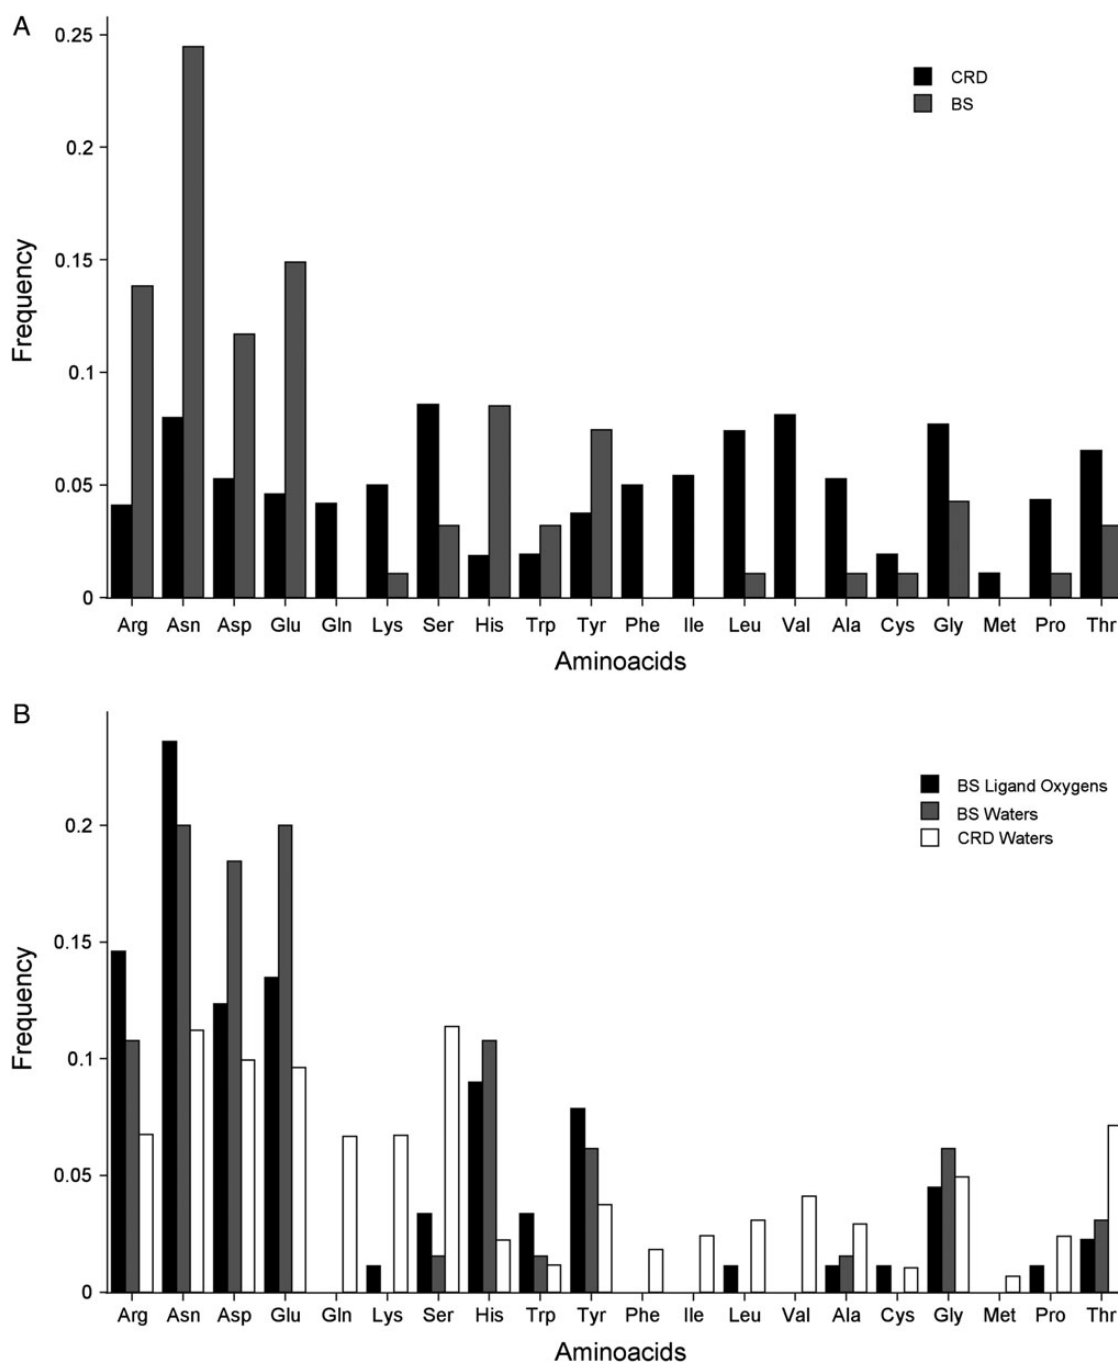 A
0.25
0.2
0.15
0.1
0.05
0
Frequency
CRD
BS
Arg Asn Asp Glu Gln Lys Ser His Trp Tyr Phe Ile Leu Val Ala Cys Gly Met Pro Thr
Aminoacids
B
0.2
0.15
0.1
0.05
0
Frequency
BS Ligand Oxygens
BS Waters
CRD Waters
Arg Asn Asp Glu Gln Lys Ser His Trp Tyr Phe Ile Leu Val Ala Cys Gly Met Pro Thr
Aminoacids